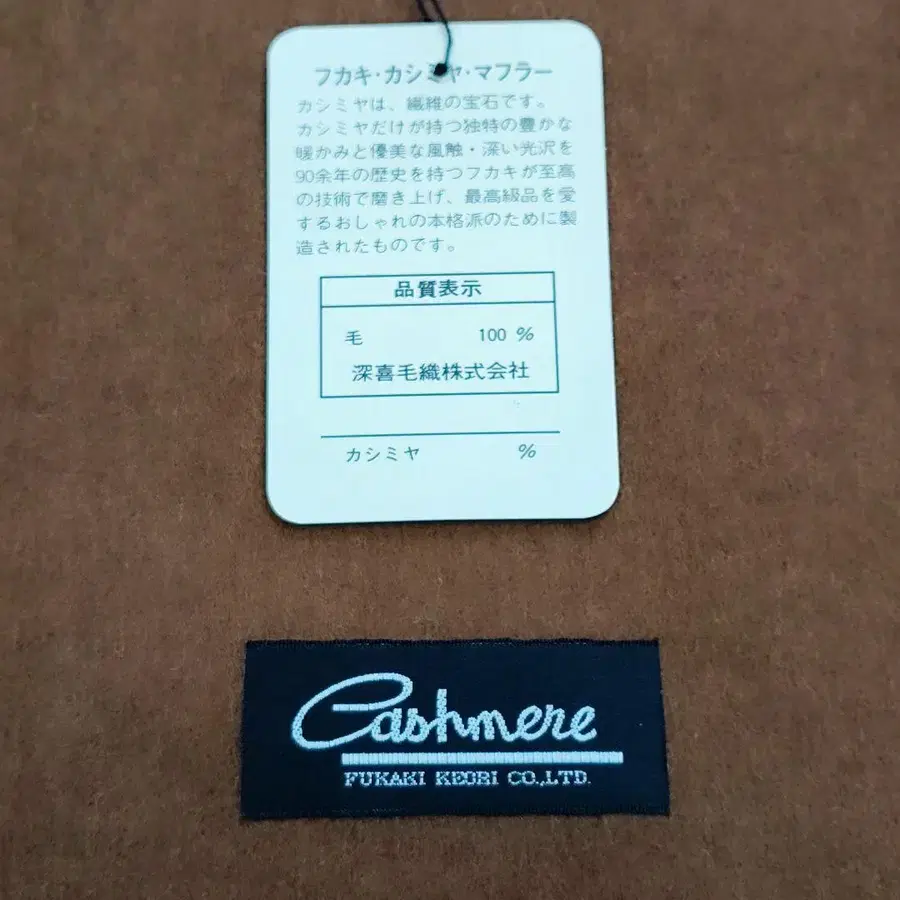 フカキ・カシミヤ・マフラー
カシミヤは、繊維の宝石です。
カシミヤだけが持つ独特の豊かな
暖かみと優美な風触・深い光沢を
90余年の歴史を持つフカキが至高
の技術で磨き上げ、最高級品を愛
するおしゃれの本格派のために製
造されたものです。
品質表示
毛 100 %
深喜毛織株式会社
カシミヤ %
Cashmere
FUKAKI KEORI CO.,LTD.